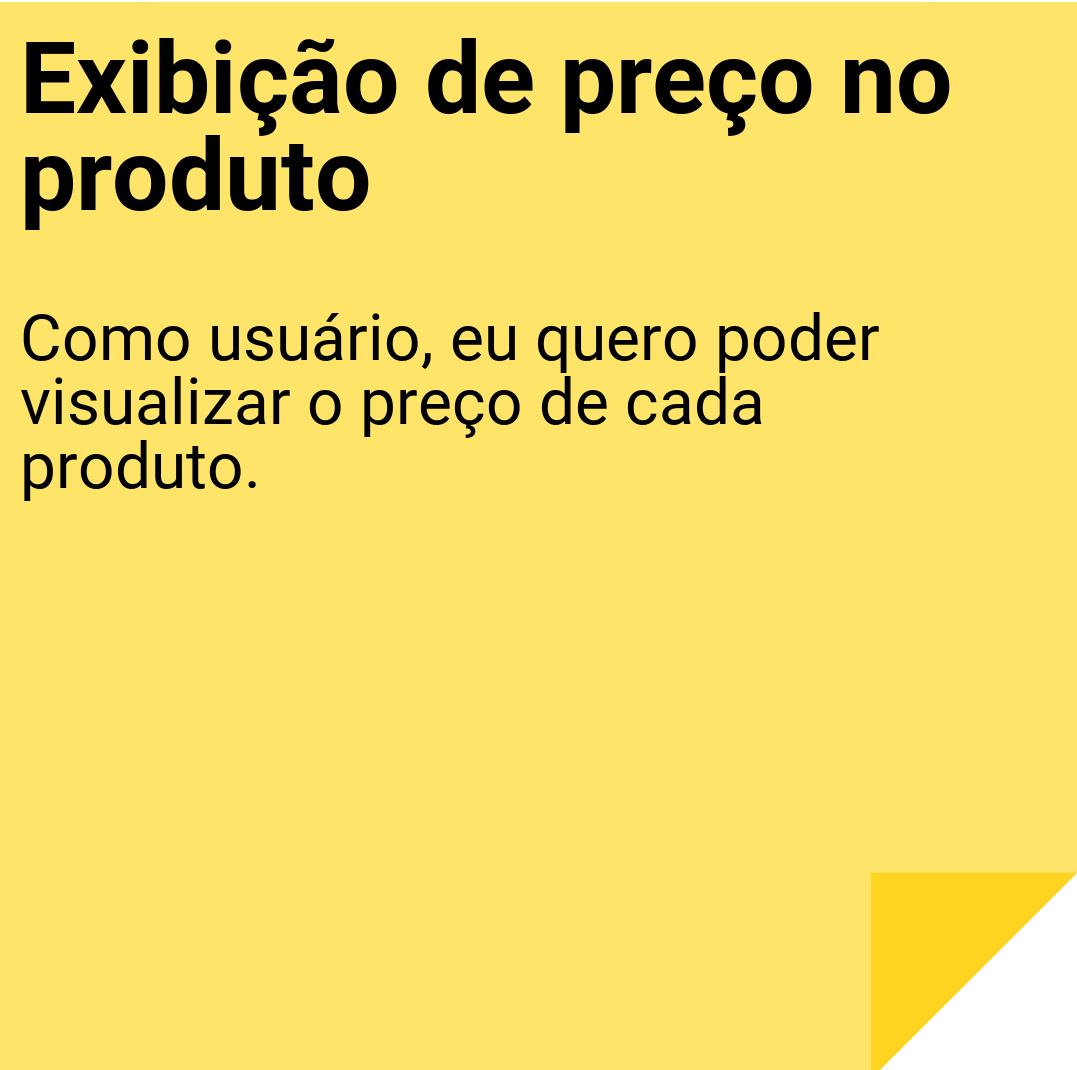 Exibição de preço no
produto
Como usuário, eu quero poder
visualizar o preço de cada
produto.